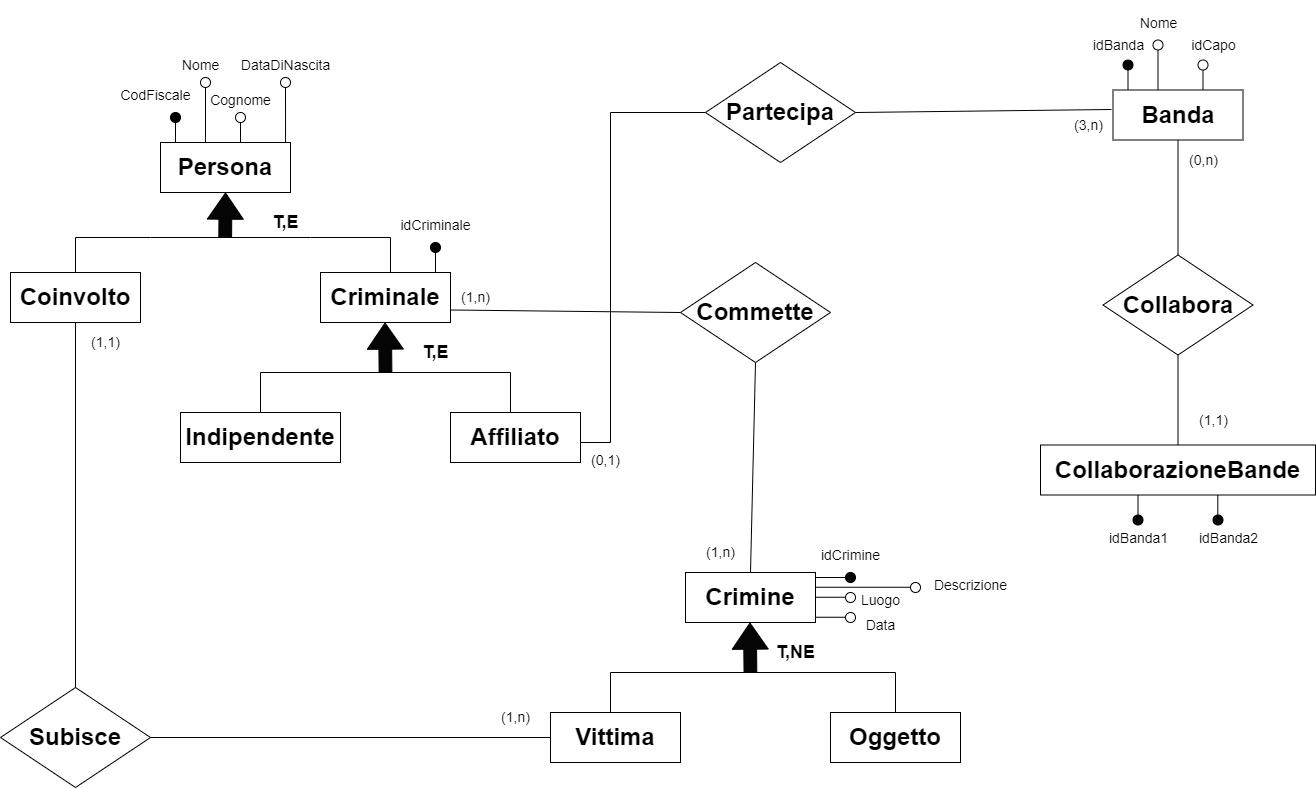 Nome
idBanda
idCapo
Nome
DataDiNascita
CodFiscale
Cognome
Partecipa
Banda
(3,n)
Persona
(0,n)
T,E
idCriminale
Coinvolto
Criminale
(1,n)
Commette
Collabora
(1,1)
T,E
Indipendente
Affiliato
(0,1)
(1,1)
CollaborazioneBande
idBanda1
idBanda2
(1,n)
idCrimine
Descrizione
Crimine
Luogo
Data
T,NE
(1,n)
Subisce
Vittima
Oggetto